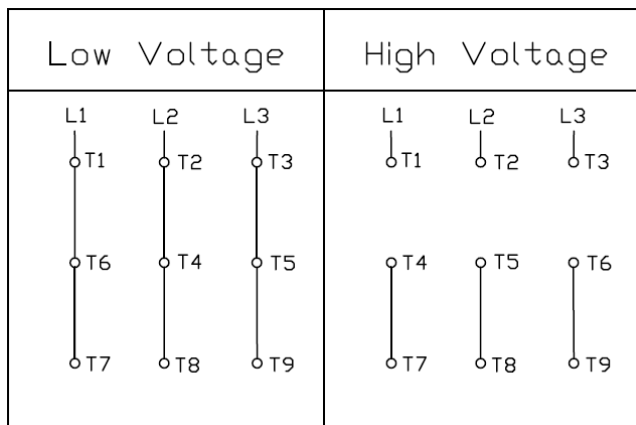 Low Voltage High Voltage
L1 L2 L3 L1 L2 L3
T1 T2 T3 T1 T2 T3
T6 T4 T5 T4 T5 T6
T7 T8 T9 T7 T8 T9